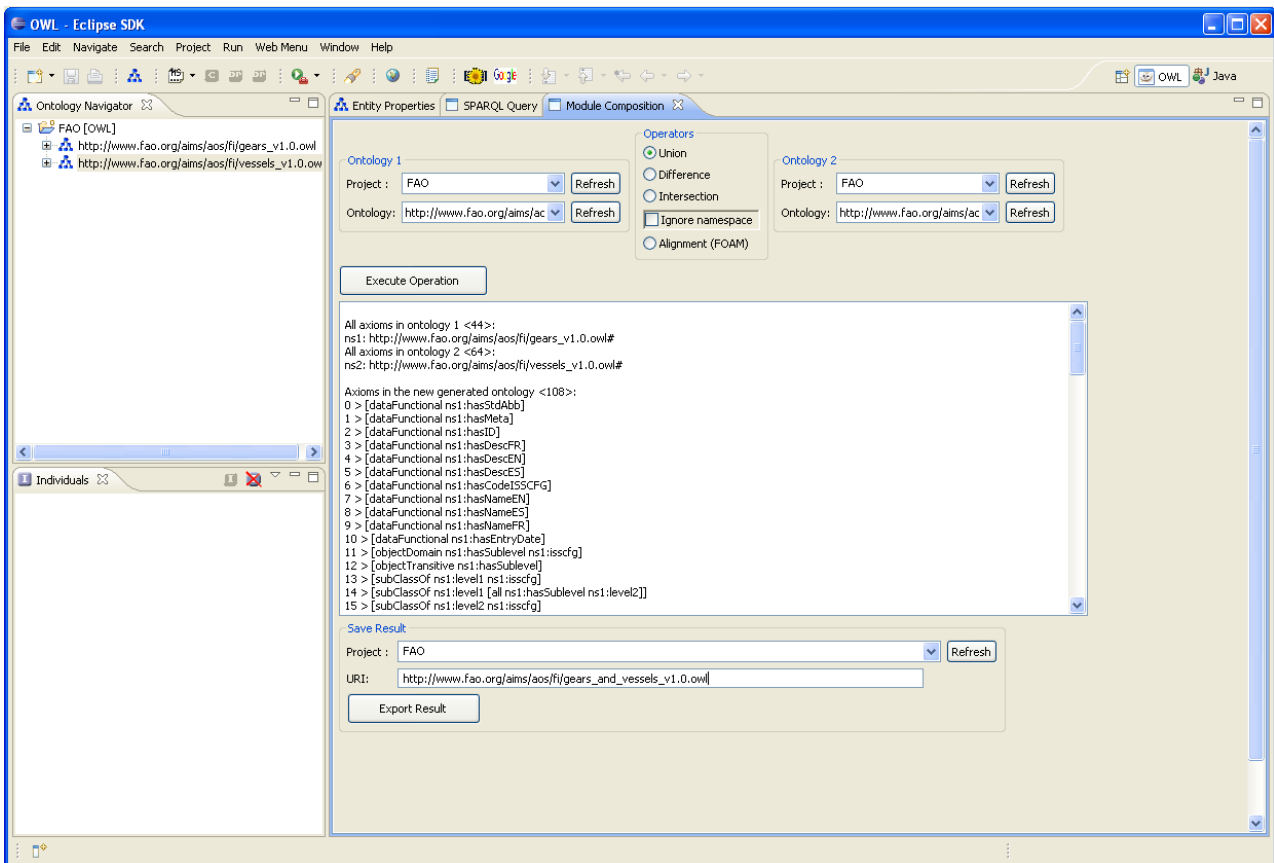 OWL - Eclipse SDK
File Edit Navigate Search Project Run Web Menu Window Help
Google
OWL Java
Ontology Navigator
Entity Properties SPARQL Query Module Composition
FAO [OWL]
http://www.fao.org/aims/aos/fi/gears_v1.0.owl
http://www.fao.org/aims/aos/fi/vessels_v1.0.ow
Operators
Union
Difference
Intersection
Ignore namespace
Alignment (FOAM)
Ontology 1
Project : FAO Refresh
Ontology: http://www.fao.org/aims/ac Refresh
Ontology 2
Project : FAO Refresh
Ontology: http://www.fao.org/aims/ac Refresh
Execute Operation
All axioms in ontology 1 <44>:
ns1: http://www.fao.org/aims/aos/fi/gears_v1.0.owl#
All axioms in ontology 2 <64>:
ns2: http://www.fao.org/aims/aos/fi/vessels_v1.0.owl#
Axioms in the new generated ontology <108>:
0 > [dataFunctional ns1:hasStdAbb]
1 > [dataFunctional ns1:hasMeta]
2 > [dataFunctional ns1:hasID]
3 > [dataFunctional ns1:hasDescFR]
4 > [dataFunctional ns1:hasDescEN]
5 > [dataFunctional ns1:hasDescES]
6 > [dataFunctional ns1:hasCodeISSCFG]
7 > [dataFunctional ns1:hasNameEN]
8 > [dataFunctional ns1:hasNameES]
9 > [dataFunctional ns1:hasNameFR]
10 > [dataFunctional ns1:hasEntryDate]
11 > [objectDomain ns1:hasSublevel ns1:isscfg]
12 > [objectTransitive ns1:hasSublevel]
13 > [subClassOf ns1:level1 ns1:isscfg]
14 > [subClassOf ns1:level1 [all ns1:hasSublevel ns1:level2]]
15 > [subClassOf ns1:level2 ns1:isscfg]
Individuals
Save Result
Project : FAO Refresh
URI: http://www.fao.org/aims/aos/fi/gears_and_vessels_v1.0.owl
Export Result